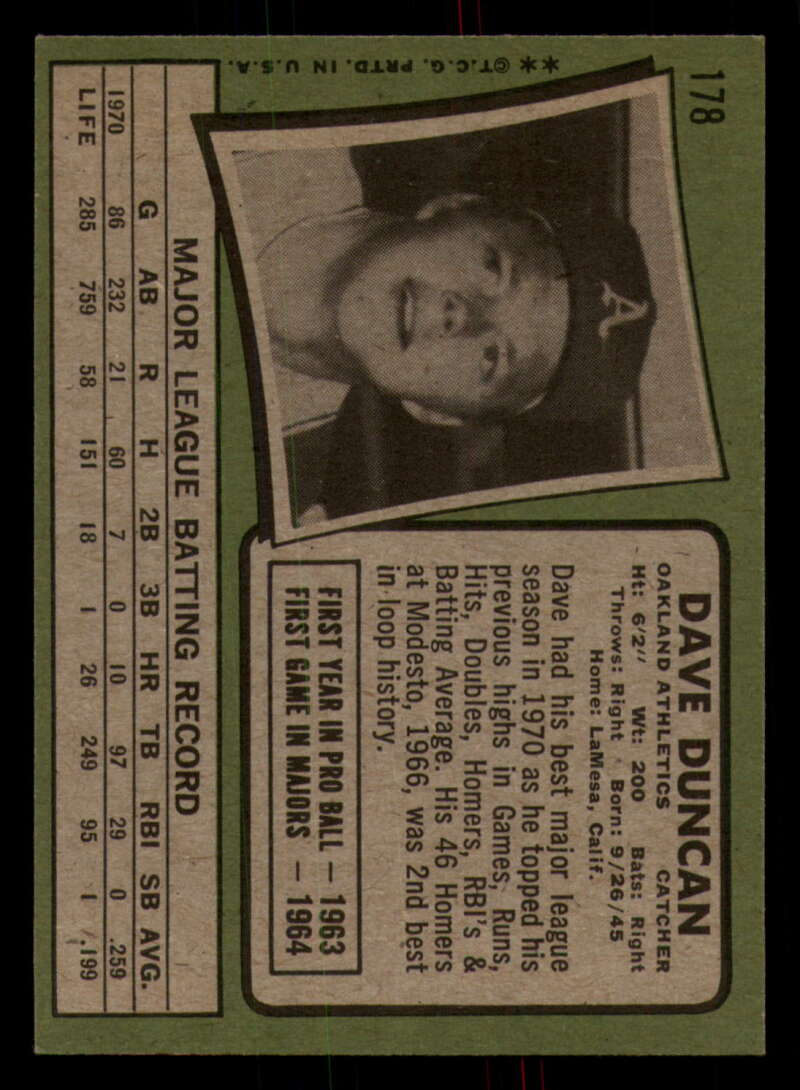 178
** ©T.C.G. PRTD. IN U.S.A.
A
DAVE DUNCAN
OAKLAND ATHLETICS CATCHER
Ht: 6'2" Wt: 200 Bats: Right
Throws: Right Born: 9/26/45
Home: LaMesa, Calif.
Dave had his best major league
season in 1970 as he topped his
previous highs in Games, Runs,
Hits, Doubles, Homers, RBI's &
Batting Average. His 46 Homers
at Modesto, 1966, was 2nd best
in loop history.
FIRST YEAR IN PRO BALL — 1963
FIRST GAME IN MAJORS — 1964
MAJOR LEAGUE BATTING RECORD
G AB R H 2B 3B HR TB RBI SB AVG.
1970 86 232 21 60 7 0 10 97 29 0 .259
LIFE 285 759 58 151 18 1 26 249 95 1 .199